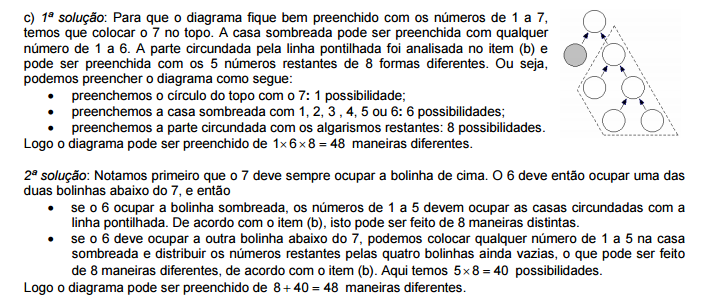 c) 1ª solução: Para que o diagrama fique bem preenchido com os números de 1 a 7,
temos que colocar o 7 no topo. A casa sombreada pode ser preenchida com qualquer
número de 1 a 6. A parte circundada pela linha pontilhada foi analisada no item (b) e
pode ser preenchida com os 5 números restantes de 8 formas diferentes. Ou seja,
podemos preencher o diagrama como segue:
• preenchemos o círculo do topo com o 7: 1 possibilidade;
• preenchemos a casa sombreada com 1, 2, 3 , 4, 5 ou 6: 6 possibilidades;
• preenchemos a parte circundada com os algarismos restantes: 8 possibilidades.
Logo o diagrama pode ser preenchido de 1×6×8 = 48 maneiras diferentes.
2ª solução: Notamos primeiro que o 7 deve sempre ocupar a bolinha de cima. O 6 deve então ocupar uma das
duas bolinhas abaixo do 7, e então
• se o 6 ocupar a bolinha sombreada, os números de 1 a 5 devem ocupar as casas circundadas com a
linha pontilhada. De acordo com o item (b), isto pode ser feito de 8 maneiras distintas.
• se o 6 deve ocupar a outra bolinha abaixo do 7, podemos colocar qualquer número de 1 a 5 na casa
sombreada e distribuir os números restantes pelas quatro bolinhas ainda vazias, o que pode ser feito
de 8 maneiras diferentes, de acordo com o item (b). Aqui temos 5×8 = 40 possibilidades.
Logo o diagrama pode ser preenchido de 8 + 40 = 48 maneiras diferentes.